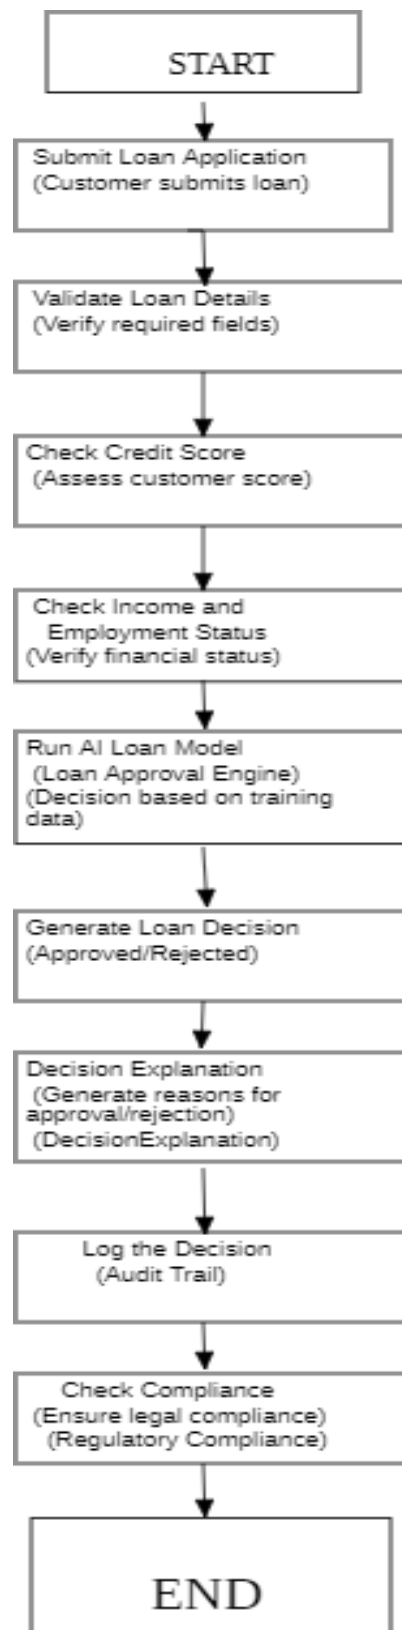 START
Submit Loan Application
(Customer submits loan)
Validate Loan Details
(Verify required fields)
Check Credit Score
(Assess customer score)
Check Income and
Employment Status
(Verify financial status)
Run AI Loan Model
(Loan Approval Engine)
(Decision based on training
data)
Generate Loan Decision
(Approved/Rejected)
Decision Explanation
(Generate reasons for
approval/rejection)
(DecisionExplanation)
Log the Decision
(Audit Trail)
Check Compliance
(Ensure legal compliance)
(Regulatory Compliance)
END